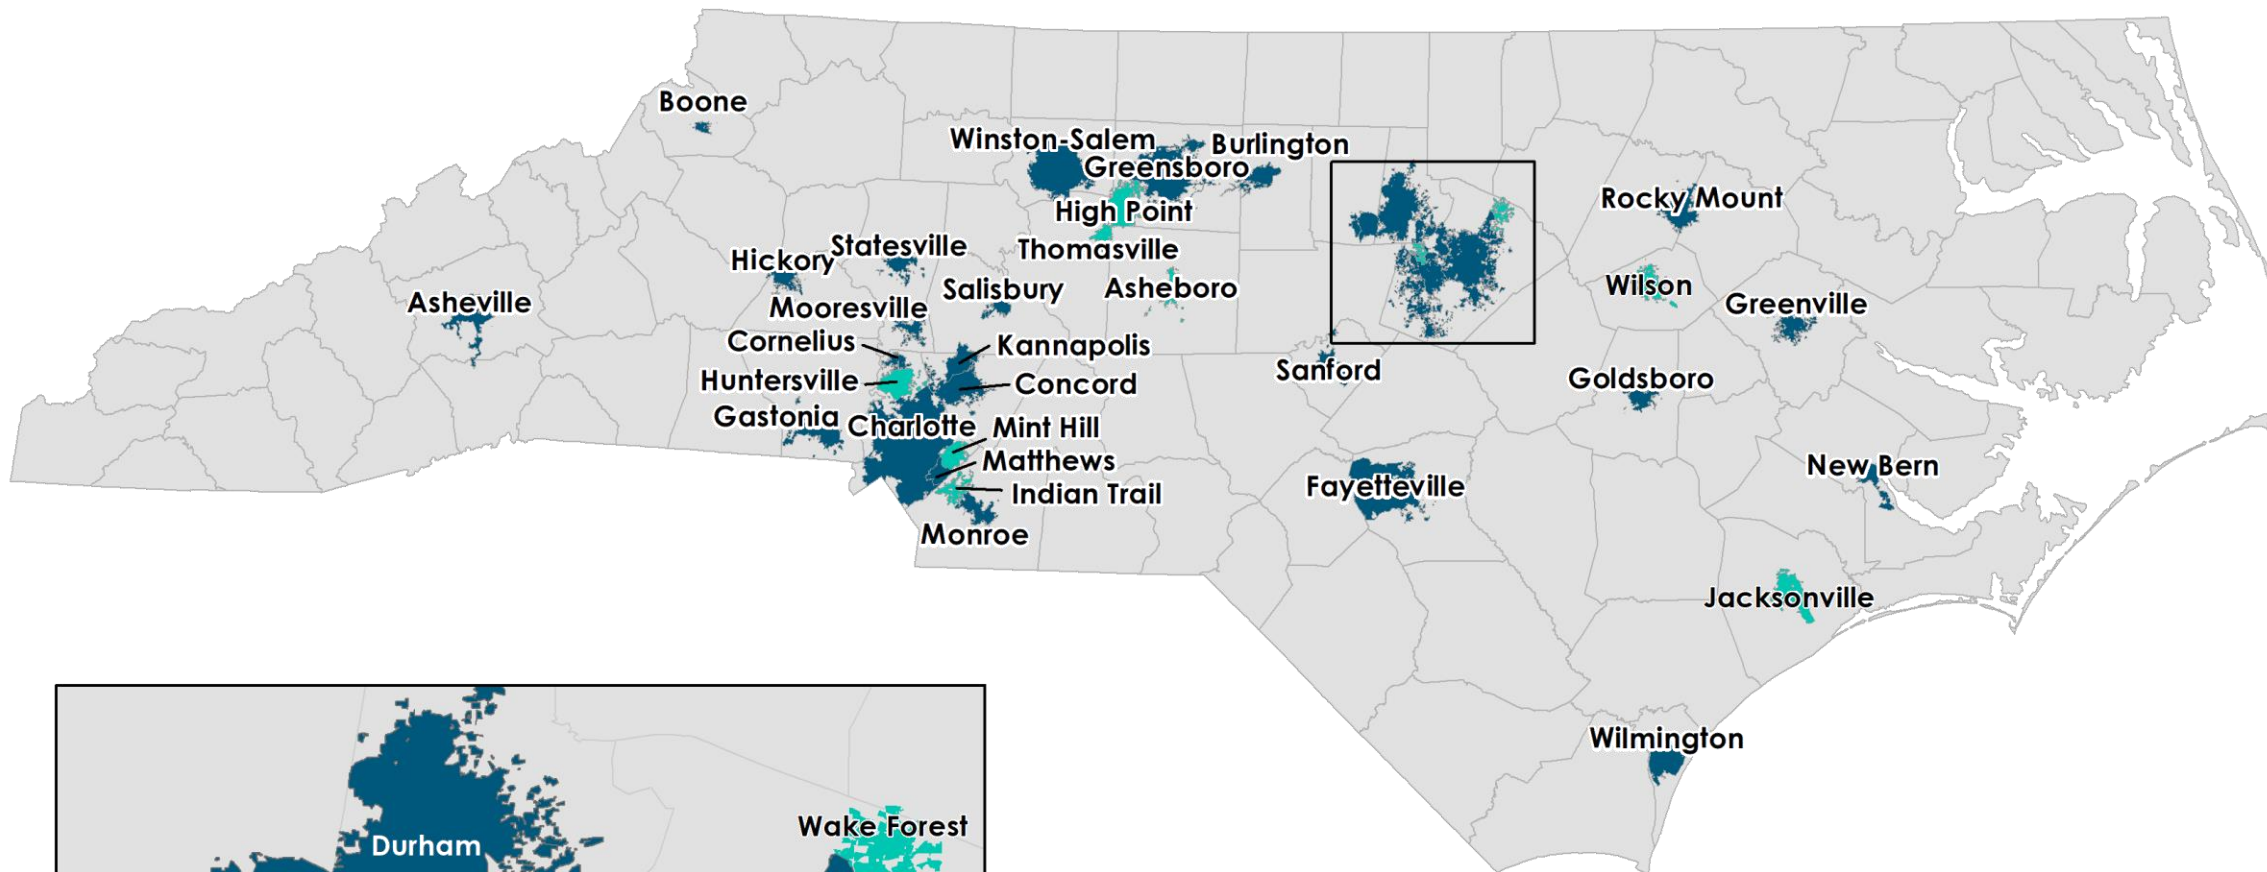 Boone
Winston-Salem
Burlington
Greensboro
High Point
Thomasville
Rocky Mount
Hickory
Statesville
Asheville
Mooresville
Salisbury
Asheboro
Wilson
Greenville
Cornelius
Kannapolis
Huntersville
Concord
Sanford
Goldsboro
Gastonia
Charlotte
Mint Hill
Matthews
Indian Trail
Monroe
Fayetteville
New Bern
Jacksonville
Wilmington
Wake Forest
Durham